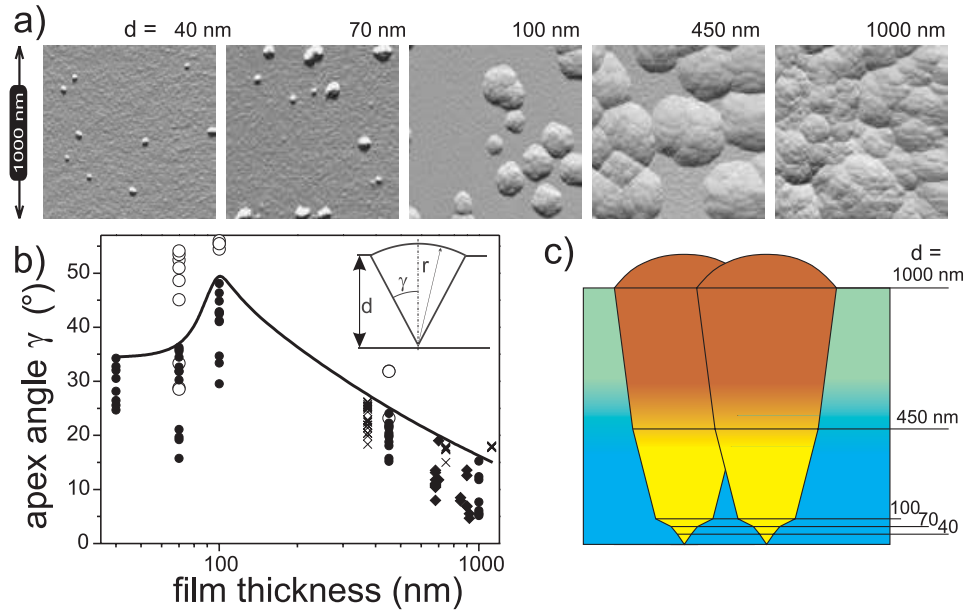 a)
d = 40 nm
70 nm
100 nm
450 nm
1000 nm
1000 nm
b)
apex angle γ (°)
50
40
30
20
10
0
100
1000
film thickness (nm)
d
γ
r
c)
d =
1000 nm
450 nm
100
70
40